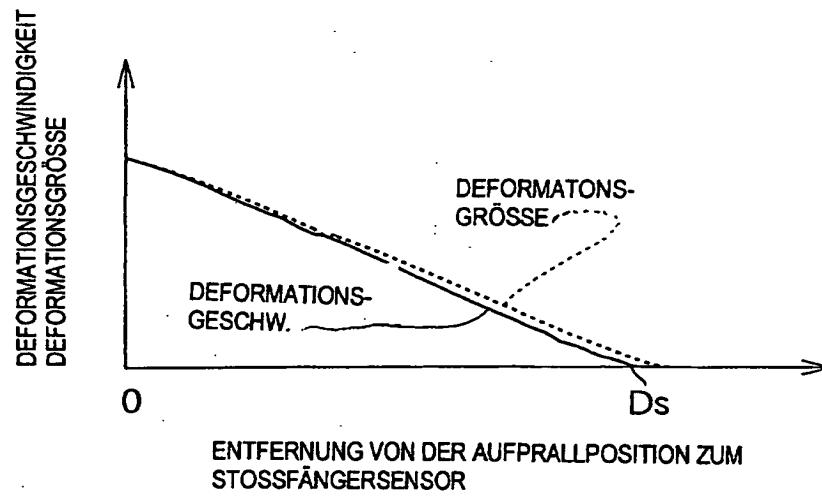 DEFORMATIONSGESCHWINDIGKEIT
DEFORMATIONSGRÖSSE
DEFORMATONS-
GRÖSSE
DEFORMATIONS-
GESCHW.
0
Ds
ENTFERNUNG VON DER AUFPRALLPOSITION ZUM
STOSSFÄNGERSENSOR